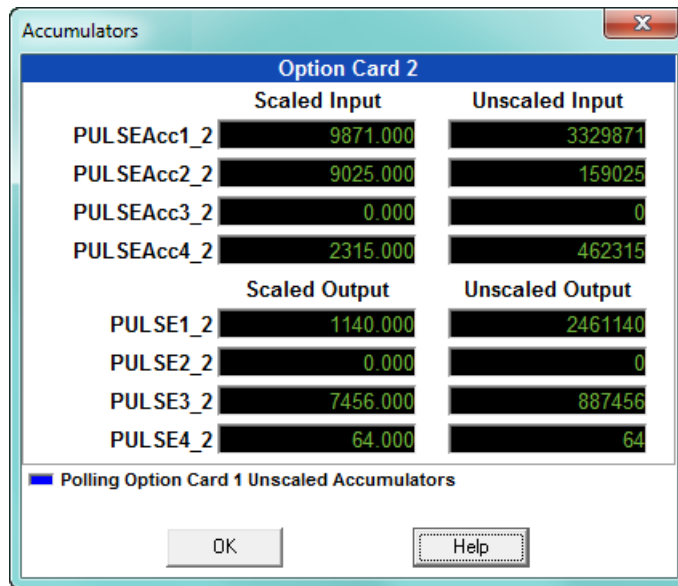 Accumulators
Option Card 2
Scaled Input Unscaled Input
PULSEAcc1_2 9871.000 3329871
PULSEAcc2_2 9025.000 159025
PULSEAcc3_2 0.000 0
PULSEAcc4_2 2315.000 462315
Scaled Output Unscaled Output
PULSE1_2 1140.000 2461140
PULSE2_2 0.000 0
PULSE3_2 7456.000 887456
PULSE4_2 64.000 64
Polling Option Card 1 Unscaled Accumulators
OK Help